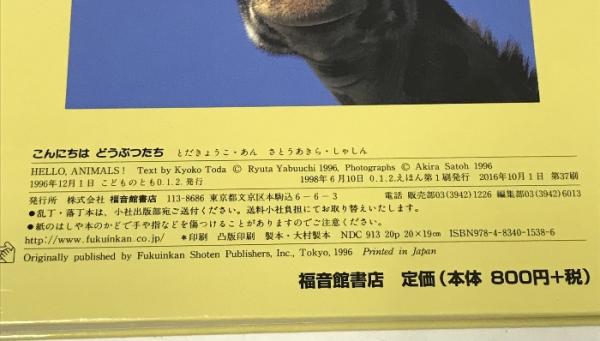 こんにちは どうぶつたち とだきょうこ・あん さとうあきら・しゃしん
HELLO, ANIMALS! Text by Kyoko Toda © Ryuta Yabuuchi 1996, Photographs © Akira Satoh 1996
1996年12月1日 こどものとも0.1.2.発行 1998年6月10日 0.1.2.えほん第1刷発行 2016年10月1日 第37刷
発行所 株式会社 福音館書店 113-8686 東京都文京区本駒込6-6-3 電話 販売部03(3942)1226 編集部03(3942)6013
●乱丁・落丁本は、小社出版部宛ご送付ください。送料小社負担にてお取り替えいたします。
●紙のはしや本のかどで手や指などを傷つけることがありますのでご注意ください。
http://www.fukuinkan.co.jp/ *印刷 凸版印刷 製本・大村製本 NDC 913 20p 20×19cm ISBN978-4-8340-1538-6
Originally published by Fukuinkan Shoten Publishers, Inc., Tokyo, 1996 Printed in Japan
福音館書店 定価(本体 800円+税)